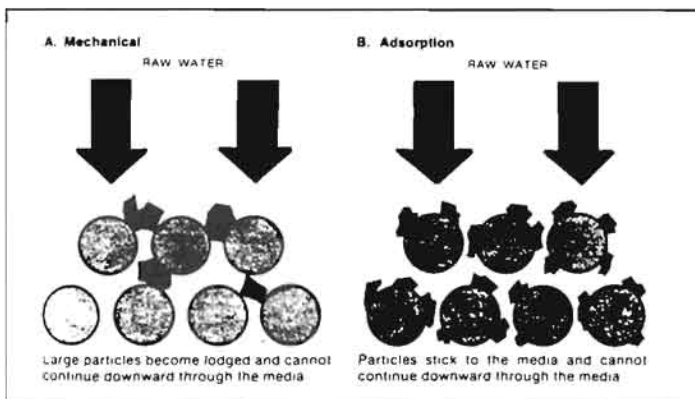 A. Mechanical
RAW WATER
Large particles become lodged and cannot
continue downward through the media
B. Adsorption
RAW WATER
Particles stick to the media and cannot
continue downward through the media